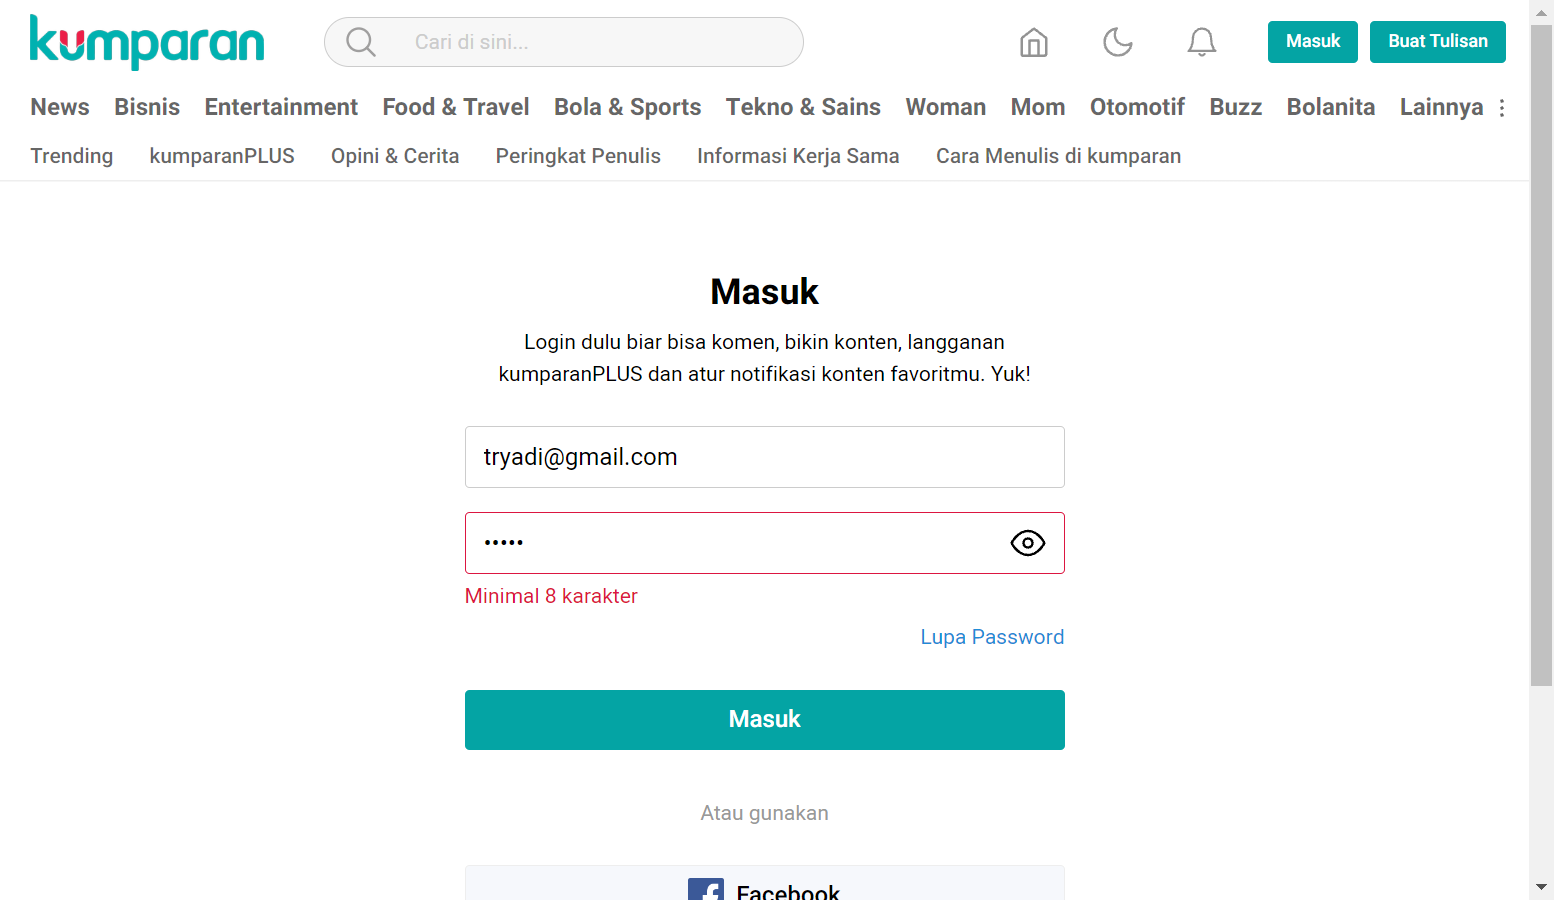 kumparan
Cari di sini...
Masuk
Buat Tulisan
News Bisnis Entertainment Food & Travel Bola & Sports Tekno & Sains Woman Mom Otomotif Buzz Bolanita Lainnya
Trending kumparanPLUS Opini & Cerita Peringkat Penulis Informasi Kerja Sama Cara Menulis di kumparan
Masuk
Login dulu biar bisa komen, bikin konten, langganan
kumparanPLUS dan atur notifikasi konten favoritmu. Yuk!
tryadi@gmail.com
•••••
Minimal 8 karakter
Lupa Password
Masuk
Atau gunakan
Facebook